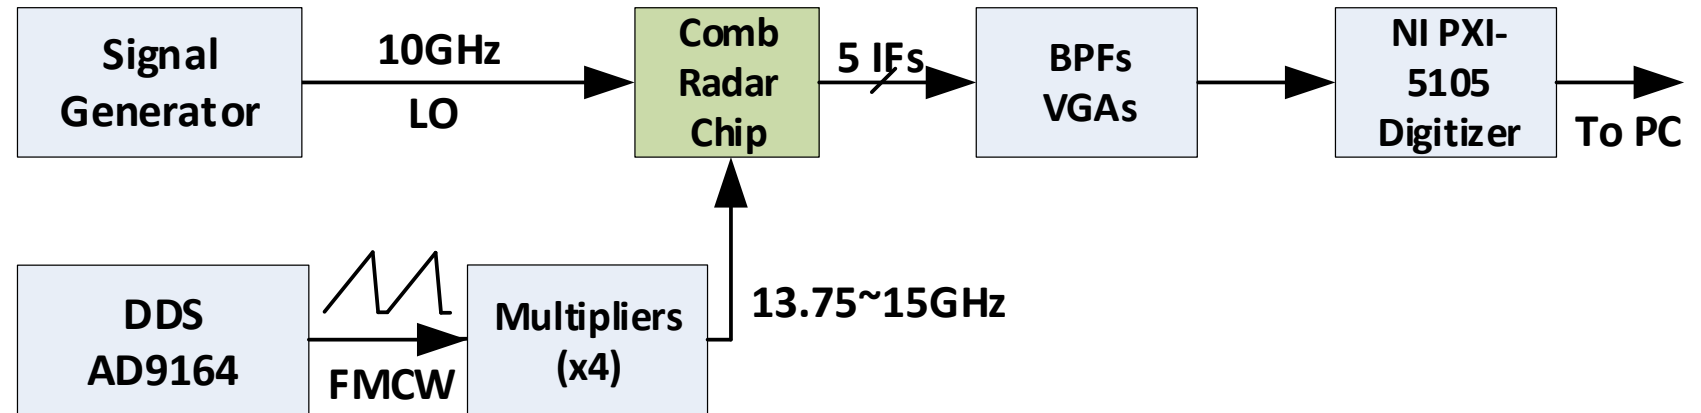 Signal
Generator
10GHz
LO
Comb
Radar
Chip
5 IFs
BPFs
VGAs
NI PXI-
5105
Digitizer
To PC
DDS
AD9164
FMCW
Multipliers
(x4)
13.75~15GHz